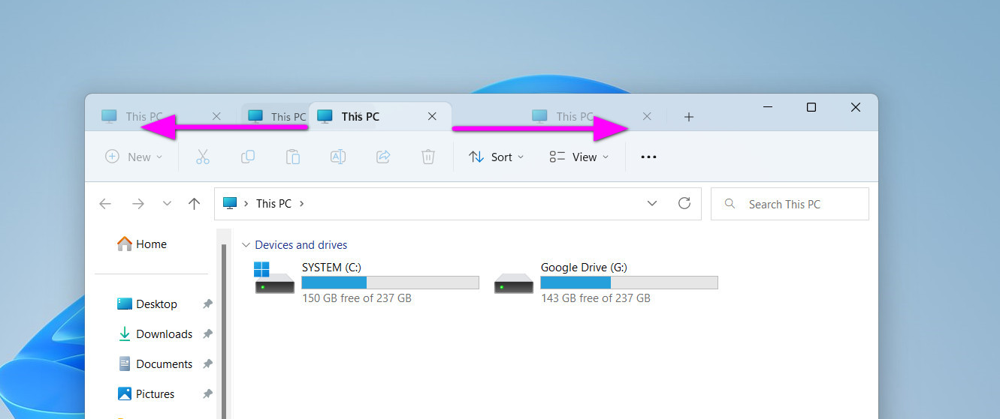 This PC
This PC
This PC
This PC
New
Sort
View
This PC
Search This PC
Home
Devices and drives
SYSTEM (C:)
Google Drive (G:)
150 GB free of 237 GB
143 GB free of 237 GB
Desktop
Downloads
Documents
Pictures